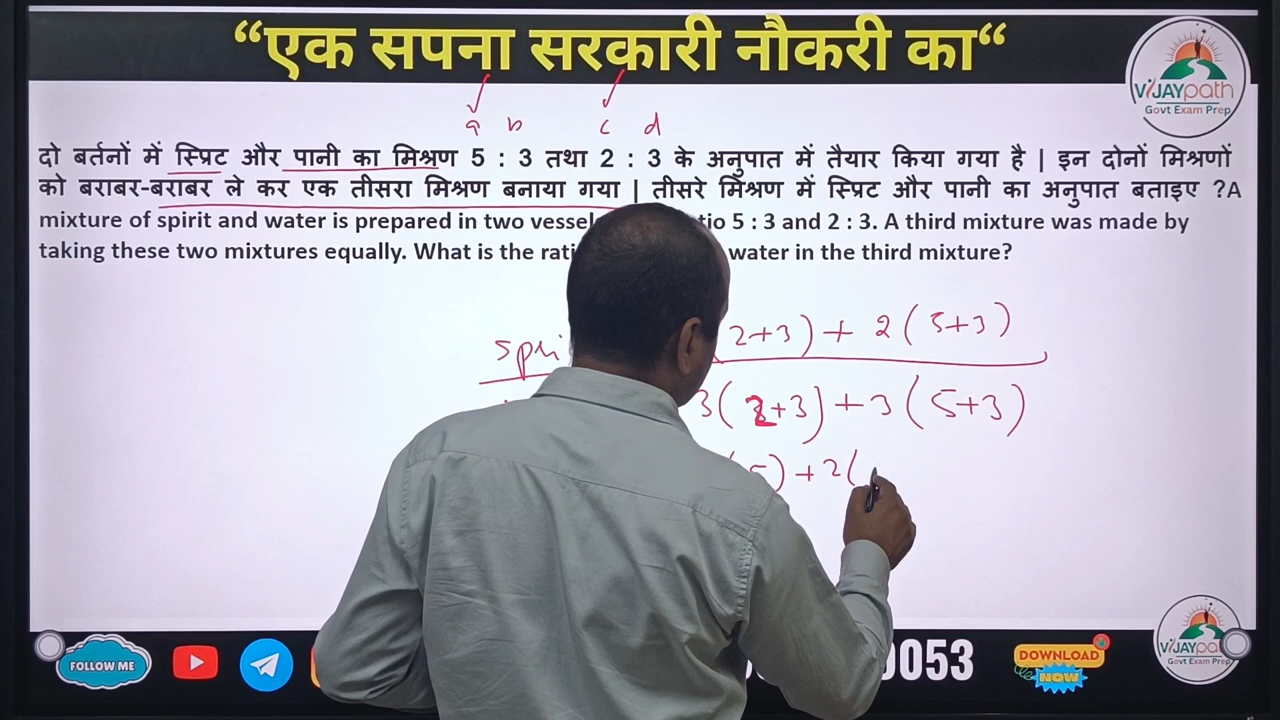 “एक सपना सरकारी नौकरी का“
VIJAYpath
Govt Exam Prep
a b c d
दो बर्तनों में स्प्रिट और पानी का मिश्रण 5 : 3 तथा 2 : 3 के अनुपात में तैयार किया गया है | इन दोनों मिश्रणों
को बराबर-बराबर ले कर एक तीसरा मिश्रण बनाया गया | तीसरे मिश्रण में स्प्रिट और पानी का अनुपात बताइए ?A
mixture of spirit and water is prepared in two 5 : 3 and 2 : 3. A third mixture was made by
taking these two mixtures equally. What is the water in the third mixture?
2+3) + 2(5+3)
3(2+3) + 3(5+3)
5) + 2(
FOLLOW ME
0053
DOWNLOAD
NOW
Govt Exam Prep